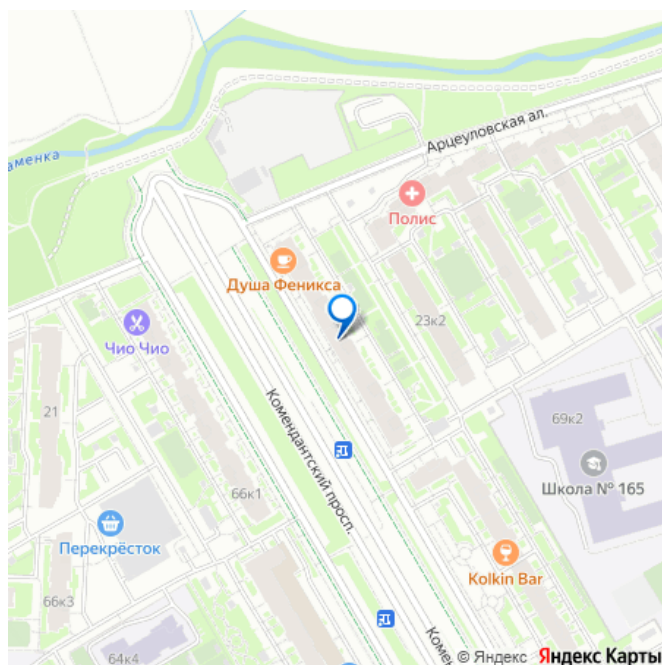 Арцеуловская ал.
аменка
Полис
Душа Феникса
23к2
Чио Чио
21
Комендантский просп.
69к2
Школа № 165
66к1
Перекрёсток
Kolkin Bar
66к3
64к4
Комен
© Яндекс Яндекс Карты